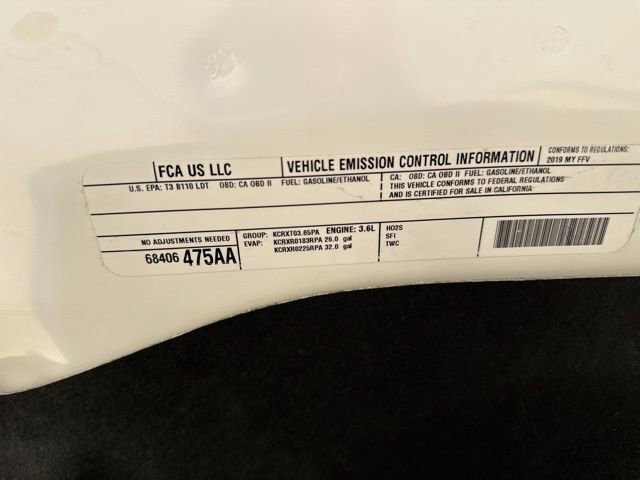 FCA US LLC
VEHICLE EMISSION CONTROL INFORMATION
CONFORMS TO REGULATIONS:
2019 MY FFV
U.S. EPA: T3 B110 LDT OBD: CA OBD II FUEL: GASOLINE/ETHANOL
CA: OBD: CA OBD II FUEL: GASOLINE/ETHANOL
THIS VEHICLE CONFORMS TO FEDERAL REGULATIONS
AND IS CERTIFIED FOR SALE IN CALIFORNIA
NO ADJUSTMENTS NEEDED
68406 475AA
GROUP: KCRXT03.65PA ENGINE: 3.6L
EVAP: KCRXR0183RPA 26.0 gal
KCRXR0225RPA 32.0 gal
HO2S
SFI
TWC